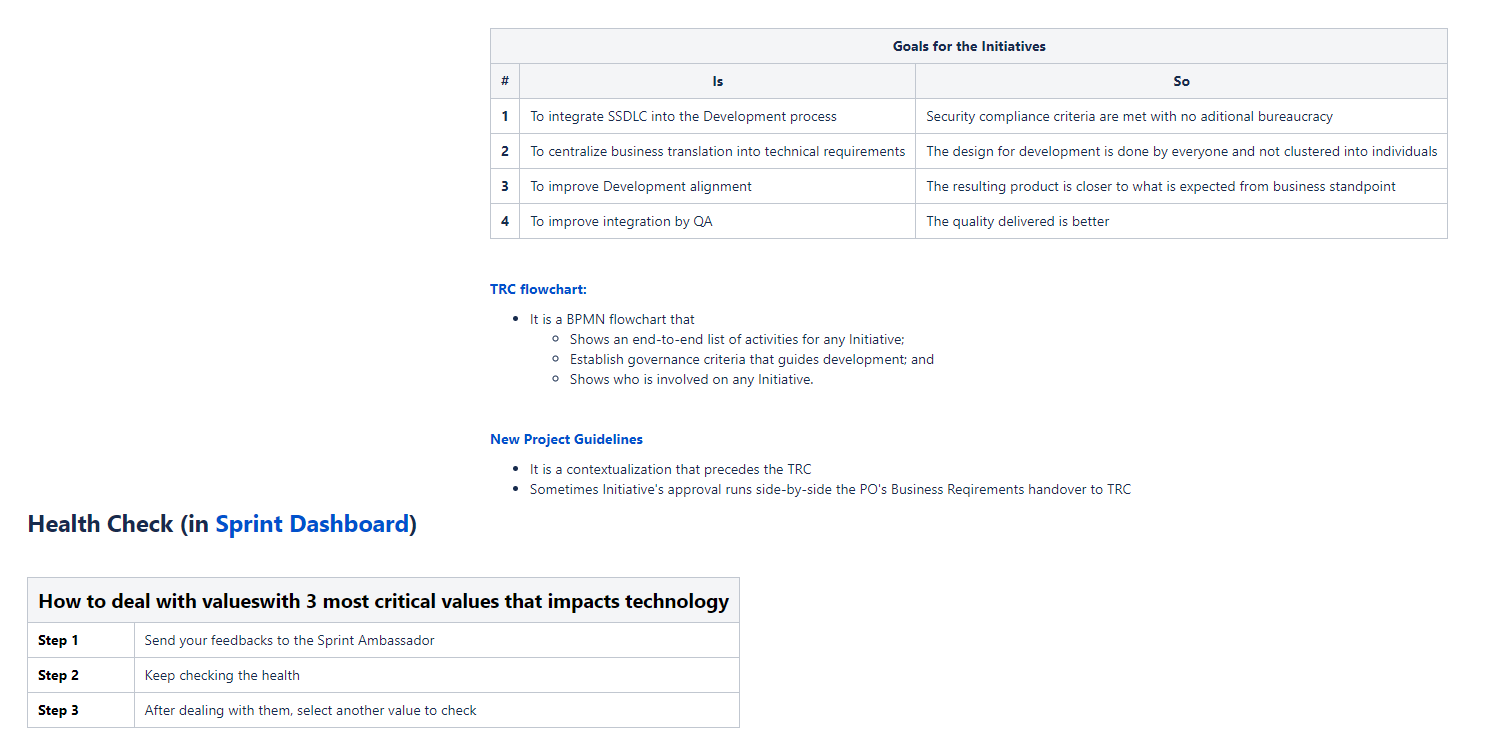 Goals for the Initiatives
# Is So
1 To integrate SSDLC into the Development process Security compliance criteria are met with no aditional bureaucracy
2 To centralize business translation into technical requirements The design for development is done by everyone and not clustered into individuals
3 To improve Development alignment The resulting product is closer to what is expected from business standpoint
4 To improve integration by QA The quality delivered is better
TRC flowchart:
It is a BPMN flowchart that
Shows an end-to-end list of activities for any Initiative;
Establish governance criteria that guides development; and
Shows who is involved on any Initiative.
New Project Guidelines
It is a contextualization that precedes the TRC
Sometimes Initiative's approval runs side-by-side the PO's Business Reqirements handover to TRC
Health Check (in Sprint Dashboard)
How to deal with valueswith 3 most critical values that impacts technology
Step 1 Send your feedbacks to the Sprint Ambassador
Step 2 Keep checking the health
Step 3 After dealing with them, select another value to check